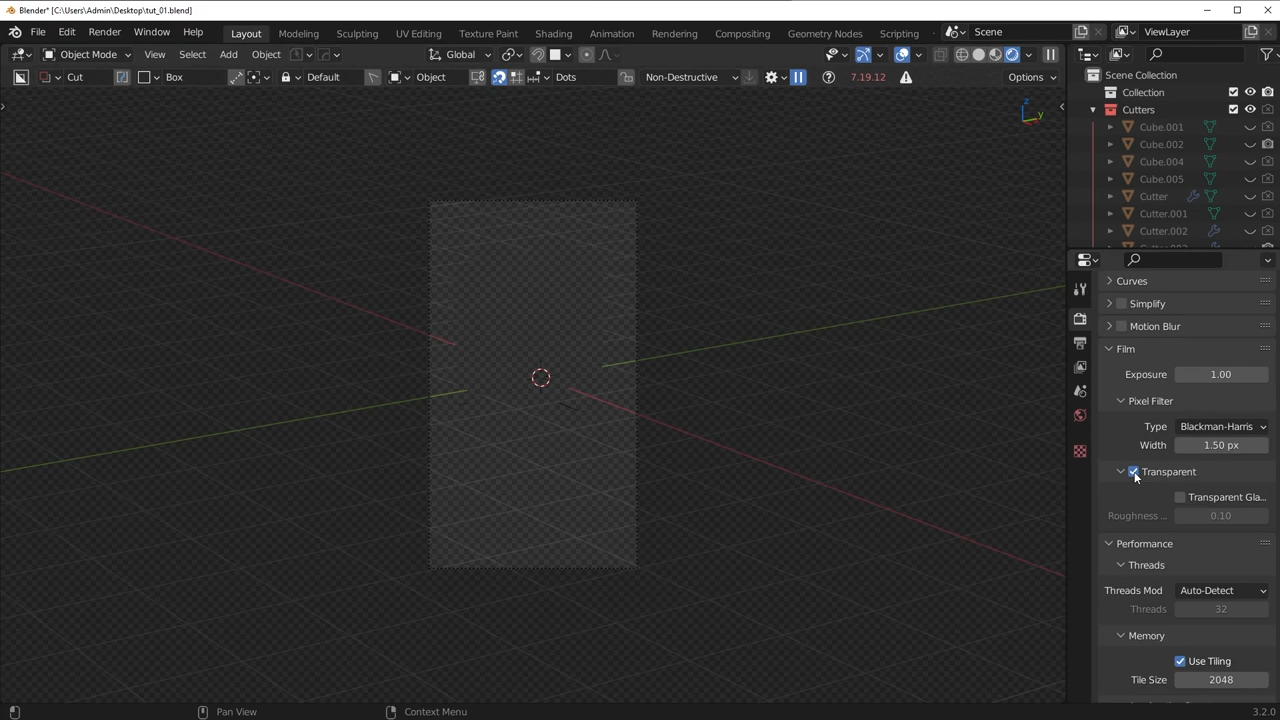 Blender* [C:\Users\Admin\Desktop\tut_01.blend]
File Edit Render Window Help Layout Modeling Sculpting UV Editing Texture Paint Shading Animation Rendering Compositing Geometry Nodes Scripting Scene ViewLayer
Object Mode View Select Add Object Global
Cut Box Default Object Dots Non-Destructive 7.19.12 Options
z
y
Scene Collection
Collection
Cutters
Cube.001
Cube.002
Cube.004
Cube.005
Cutter
Cutter.001
Cutter.002
Cutter.003
Curves
Simplify
Motion Blur
Film
Exposure 1.00
Pixel Filter
Type Blackman-Harris
Width 1.50 px
Transparent
Transparent Gla...
Roughness ... 0.10
Performance
Threads
Threads Mod Auto-Detect
Threads 32
Memory
Use Tiling
Tile Size 2048
Pan View Context Menu 3.2.0